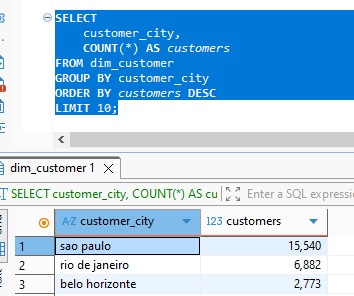 SELECT
customer_city,
COUNT(*) AS customers
FROM dim_customer
GROUP BY customer_city
ORDER BY customers DESC
LIMIT 10;
dim_customer 1
SELECT customer_city, COUNT(*) AS cu
Enter a SQL expressi
A-Z customer_city
123 customers
1 sao paulo 15,540
2 rio de janeiro 6,882
3 belo horizonte 2,773